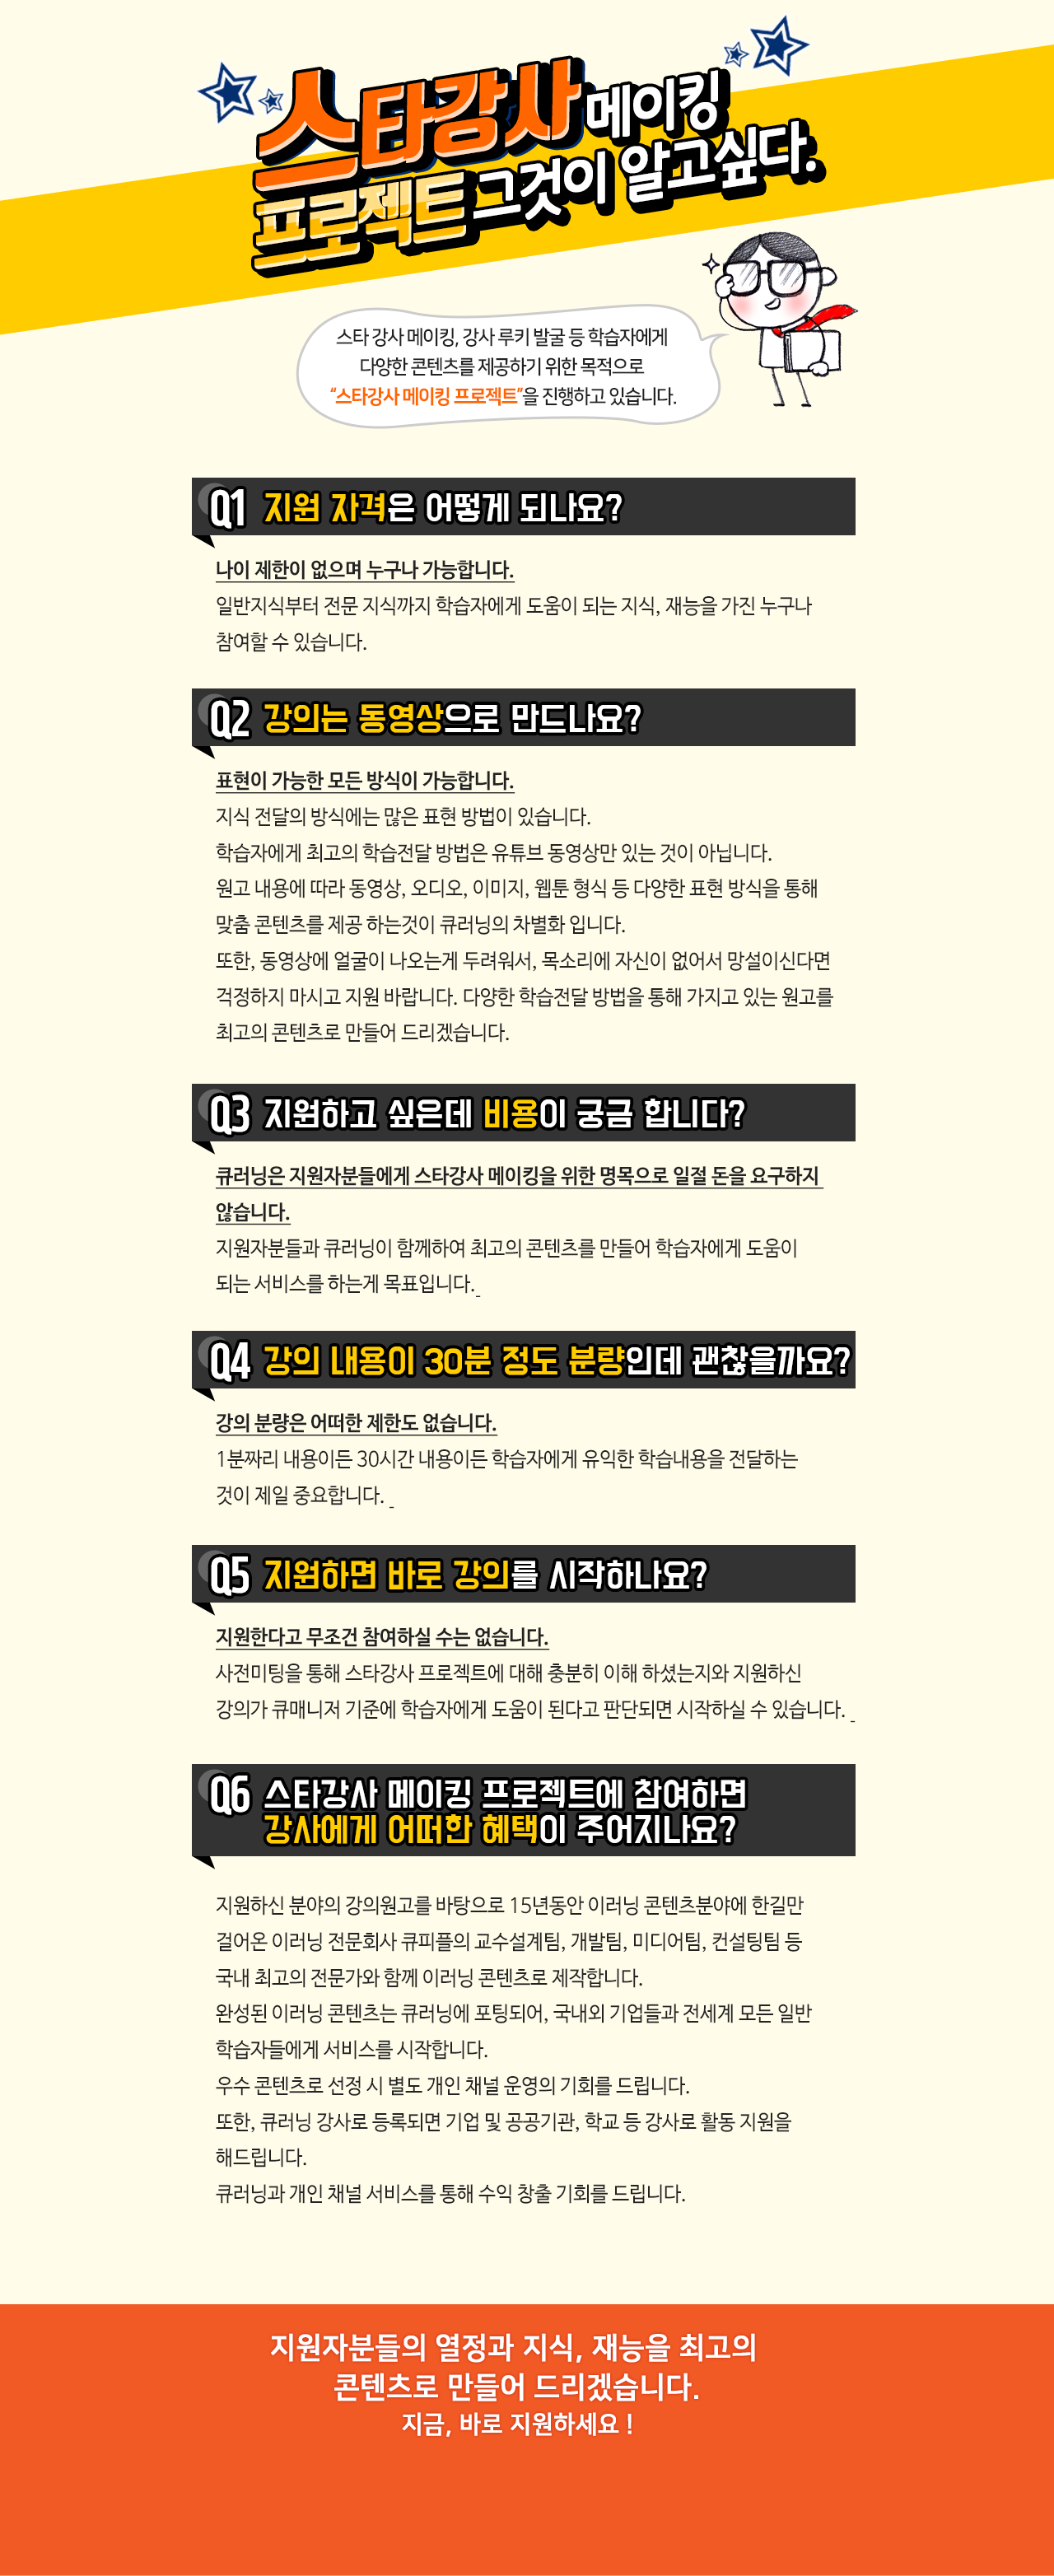 스타강사 메이킹
프로젝트 그것이 알고싶다.
스타 강사 메이킹, 강사 루키 발굴 등 학습자에게
다양한 콘텐츠를 제공하기 위한 목적으로
“스타강사 메이킹 프로젝트”을 진행하고 있습니다.
Q1 지원 자격은 어떻게 되나요?
나이 제한이 없으며 누구나 가능합니다.
일반지식부터 전문 지식까지 학습자에게 도움이 되는 지식, 재능을 가진 누구나
참여할 수 있습니다.
Q2 강의는 동영상으로 만드나요?
표현이 가능한 모든 방식이 가능합니다.
지식 전달의 방식에는 많은 표현 방법이 있습니다.
학습자에게 최고의 학습전달 방법은 유튜브 동영상만 있는 것이 아닙니다.
원고 내용에 따라 동영상, 오디오, 이미지, 웹툰 형식 등 다양한 표현 방식을 통해
맞춤 콘텐츠를 제공 하는것이 큐러닝의 차별화 입니다.
또한, 동영상에 얼굴이 나오는게 두려워서, 목소리에 자신이 없어서 망설이신다면
걱정하지 마시고 지원 바랍니다. 다양한 학습전달 방법을 통해 가지고 있는 원고를
최고의 콘텐츠로 만들어 드리겠습니다.
Q3 지원하고 싶은데 비용이 궁금 합니다?
큐러닝은 지원자분들에게 스타강사 메이킹을 위한 명목으로 일절 돈을 요구하지
않습니다.
지원자분들과 큐러닝이 함께하여 최고의 콘텐츠를 만들어 학습자에게 도움이
되는 서비스를 하는게 목표입니다.
Q4 강의 내용이 30분 정도 분량인데 괜찮을까요?
강의 분량은 어떠한 제한도 없습니다.
1분짜리 내용이든 30시간 내용이든 학습자에게 유익한 학습내용을 전달하는
것이 제일 중요합니다.
Q5 지원하면 바로 강의를 시작하나요?
지원한다고 무조건 참여하실 수는 없습니다.
사전미팅을 통해 스타강사 프로젝트에 대해 충분히 이해 하셨는지와 지원하신
강의가 큐매니저 기준에 학습자에게 도움이 된다고 판단되면 시작하실 수 있습니다.
Q6 스타강사 메이킹 프로젝트에 참여하면
강사에게 어떠한 혜택이 주어지나요?
지원하신 분야의 강의원고를 바탕으로 15년동안 이러닝 콘텐츠분야에 한길만
걸어온 이러닝 전문회사 큐피플의 교수설계팀, 개발팀, 미디어팀, 컨설팅팀 등
국내 최고의 전문가와 함께 이러닝 콘텐츠로 제작합니다.
완성된 이러닝 콘텐츠는 큐러닝에 포팅되어, 국내외 기업들과 전세계 모든 일반
학습자들에게 서비스를 시작합니다.
우수 콘텐츠로 선정 시 별도 개인 채널 운영의 기회를 드립니다.
또한, 큐러닝 강사로 등록되면 기업 및 공공기관, 학교 등 강사로 활동 지원을
해드립니다.
큐러닝과 개인 채널 서비스를 통해 수익 창출 기회를 드립니다.
지원자분들의 열정과 지식, 재능을 최고의
콘텐츠로 만들어 드리겠습니다.
지금, 바로 지원하세요 !